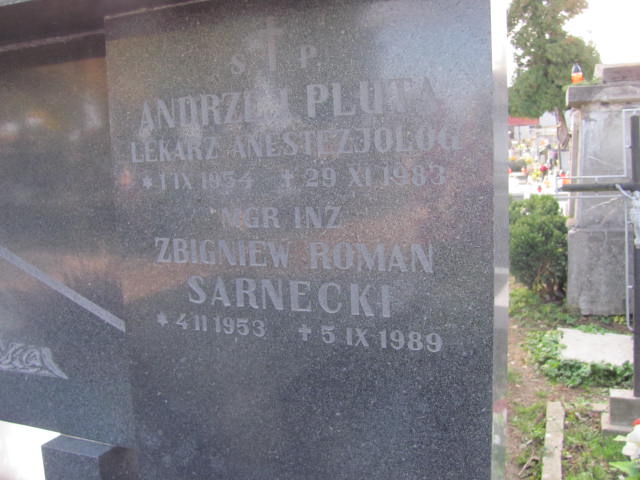 S P.
ANDRZEJ PLUTA
LEKARZ ANESTEZJOLOG
* 1 IX 1954 + 29 XI 1983
MGR INŻ
ZBIGNIEW ROMAN
SARNECKI
* 4 II 1953 + 5 IX 1989